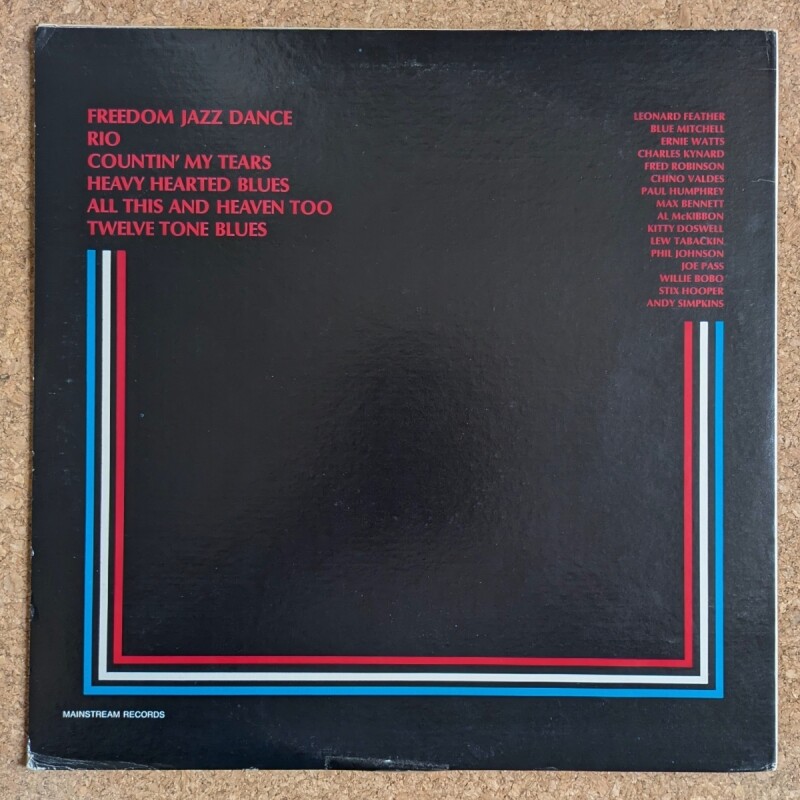 FREEDOM JAZZ DANCE
RIO
COUNTIN' MY TEARS
HEAVY HEARTED BLUES
ALL THIS AND HEAVEN TOO
TWELVE TONE BLUES
LEONARD FEATHER
BLUE MITCHELL
ERNIE WATTS
CHARLES KYNARD
FRED ROBINSON
CHINO VALDES
PAUL HUMPHREY
MAX BENNETT
AL McKIBBON
KITTY DOSWELL
LEW TABACKIN
PHIL JOHNSON
JOE PASS
WILLIE BOBO
STIX HOOPER
ANDY SIMPKINS
MAINSTREAM RECORDS